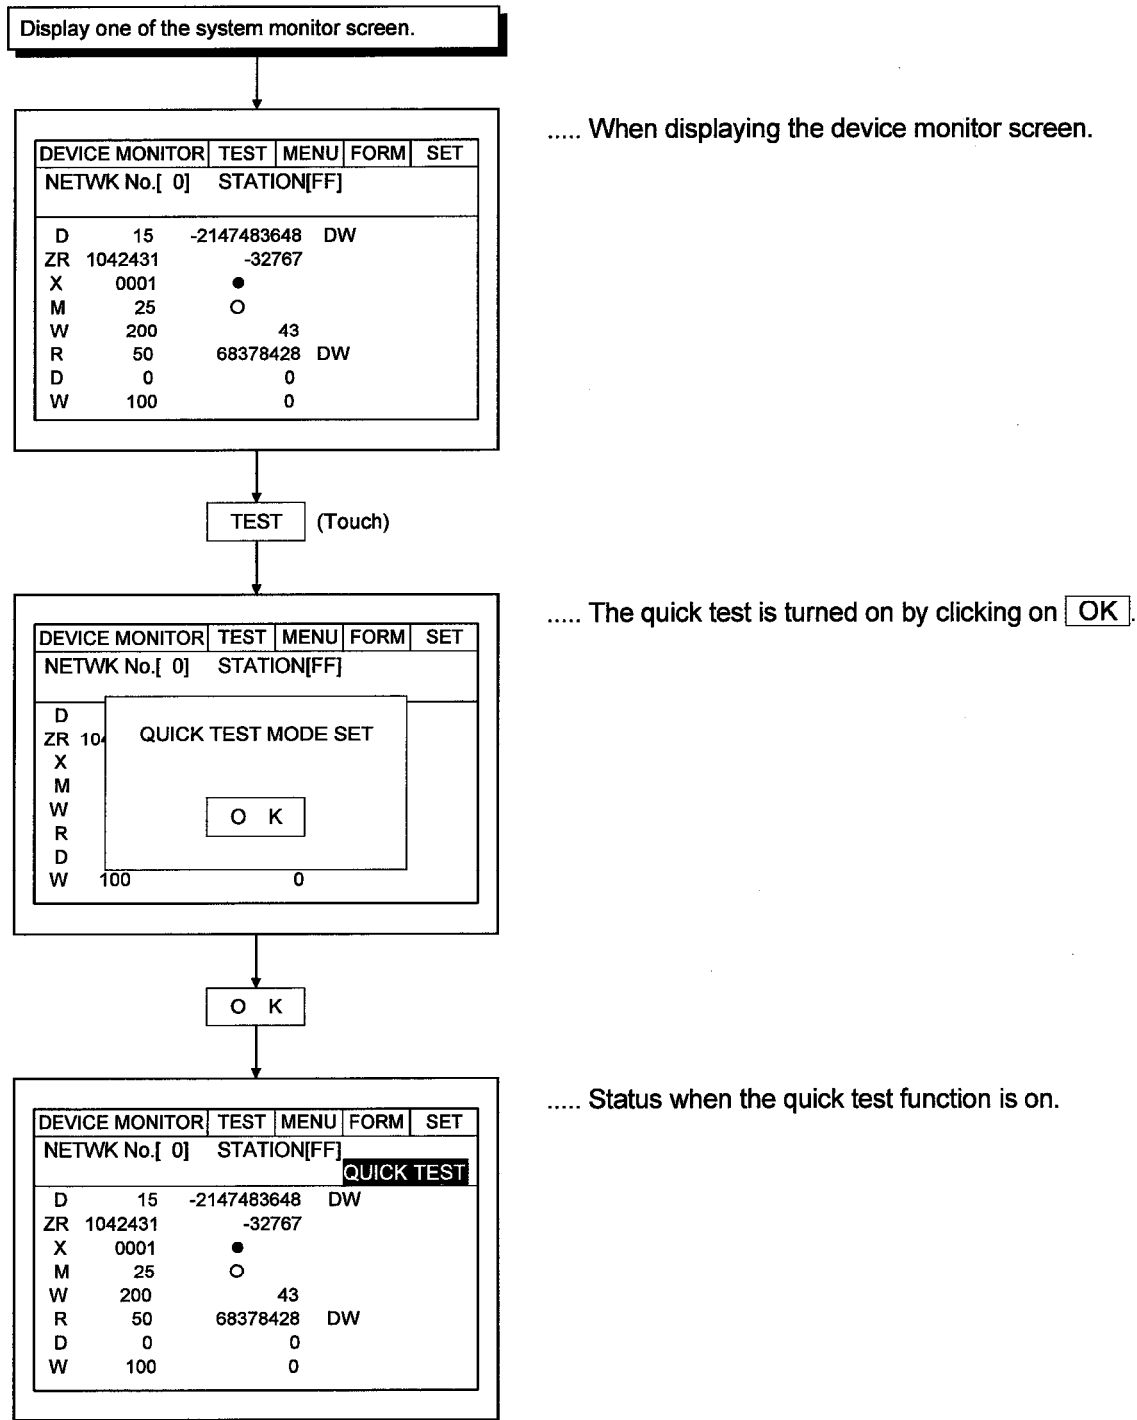 Display one of the system monitor screen.
..... When displaying the device monitor screen.
DEVICE MONITOR TEST MENU FORM SET
NETWK No.[ 0] STATION[FF]
D 15 -2147483648 DW
ZR 1042431 -32767
X 0001 ●
M 25 ○
W 200 43
R 50 68378428 DW
D 0 0
W 100 0
TEST (Touch)
..... The quick test is turned on by clicking on OK.
DEVICE MONITOR TEST MENU FORM SET
NETWK No.[ 0] STATION[FF]
D
ZR 104 QUICK TEST MODE SET
X
M
W O K
R
D
W 100 0
O K
..... Status when the quick test function is on.
DEVICE MONITOR TEST MENU FORM SET
NETWK No.[ 0] STATION[FF]
QUICK TEST
D 15 -2147483648 DW
ZR 1042431 -32767
X 0001 ●
M 25 ○
W 200 43
R 50 68378428 DW
D 0 0
W 100 0